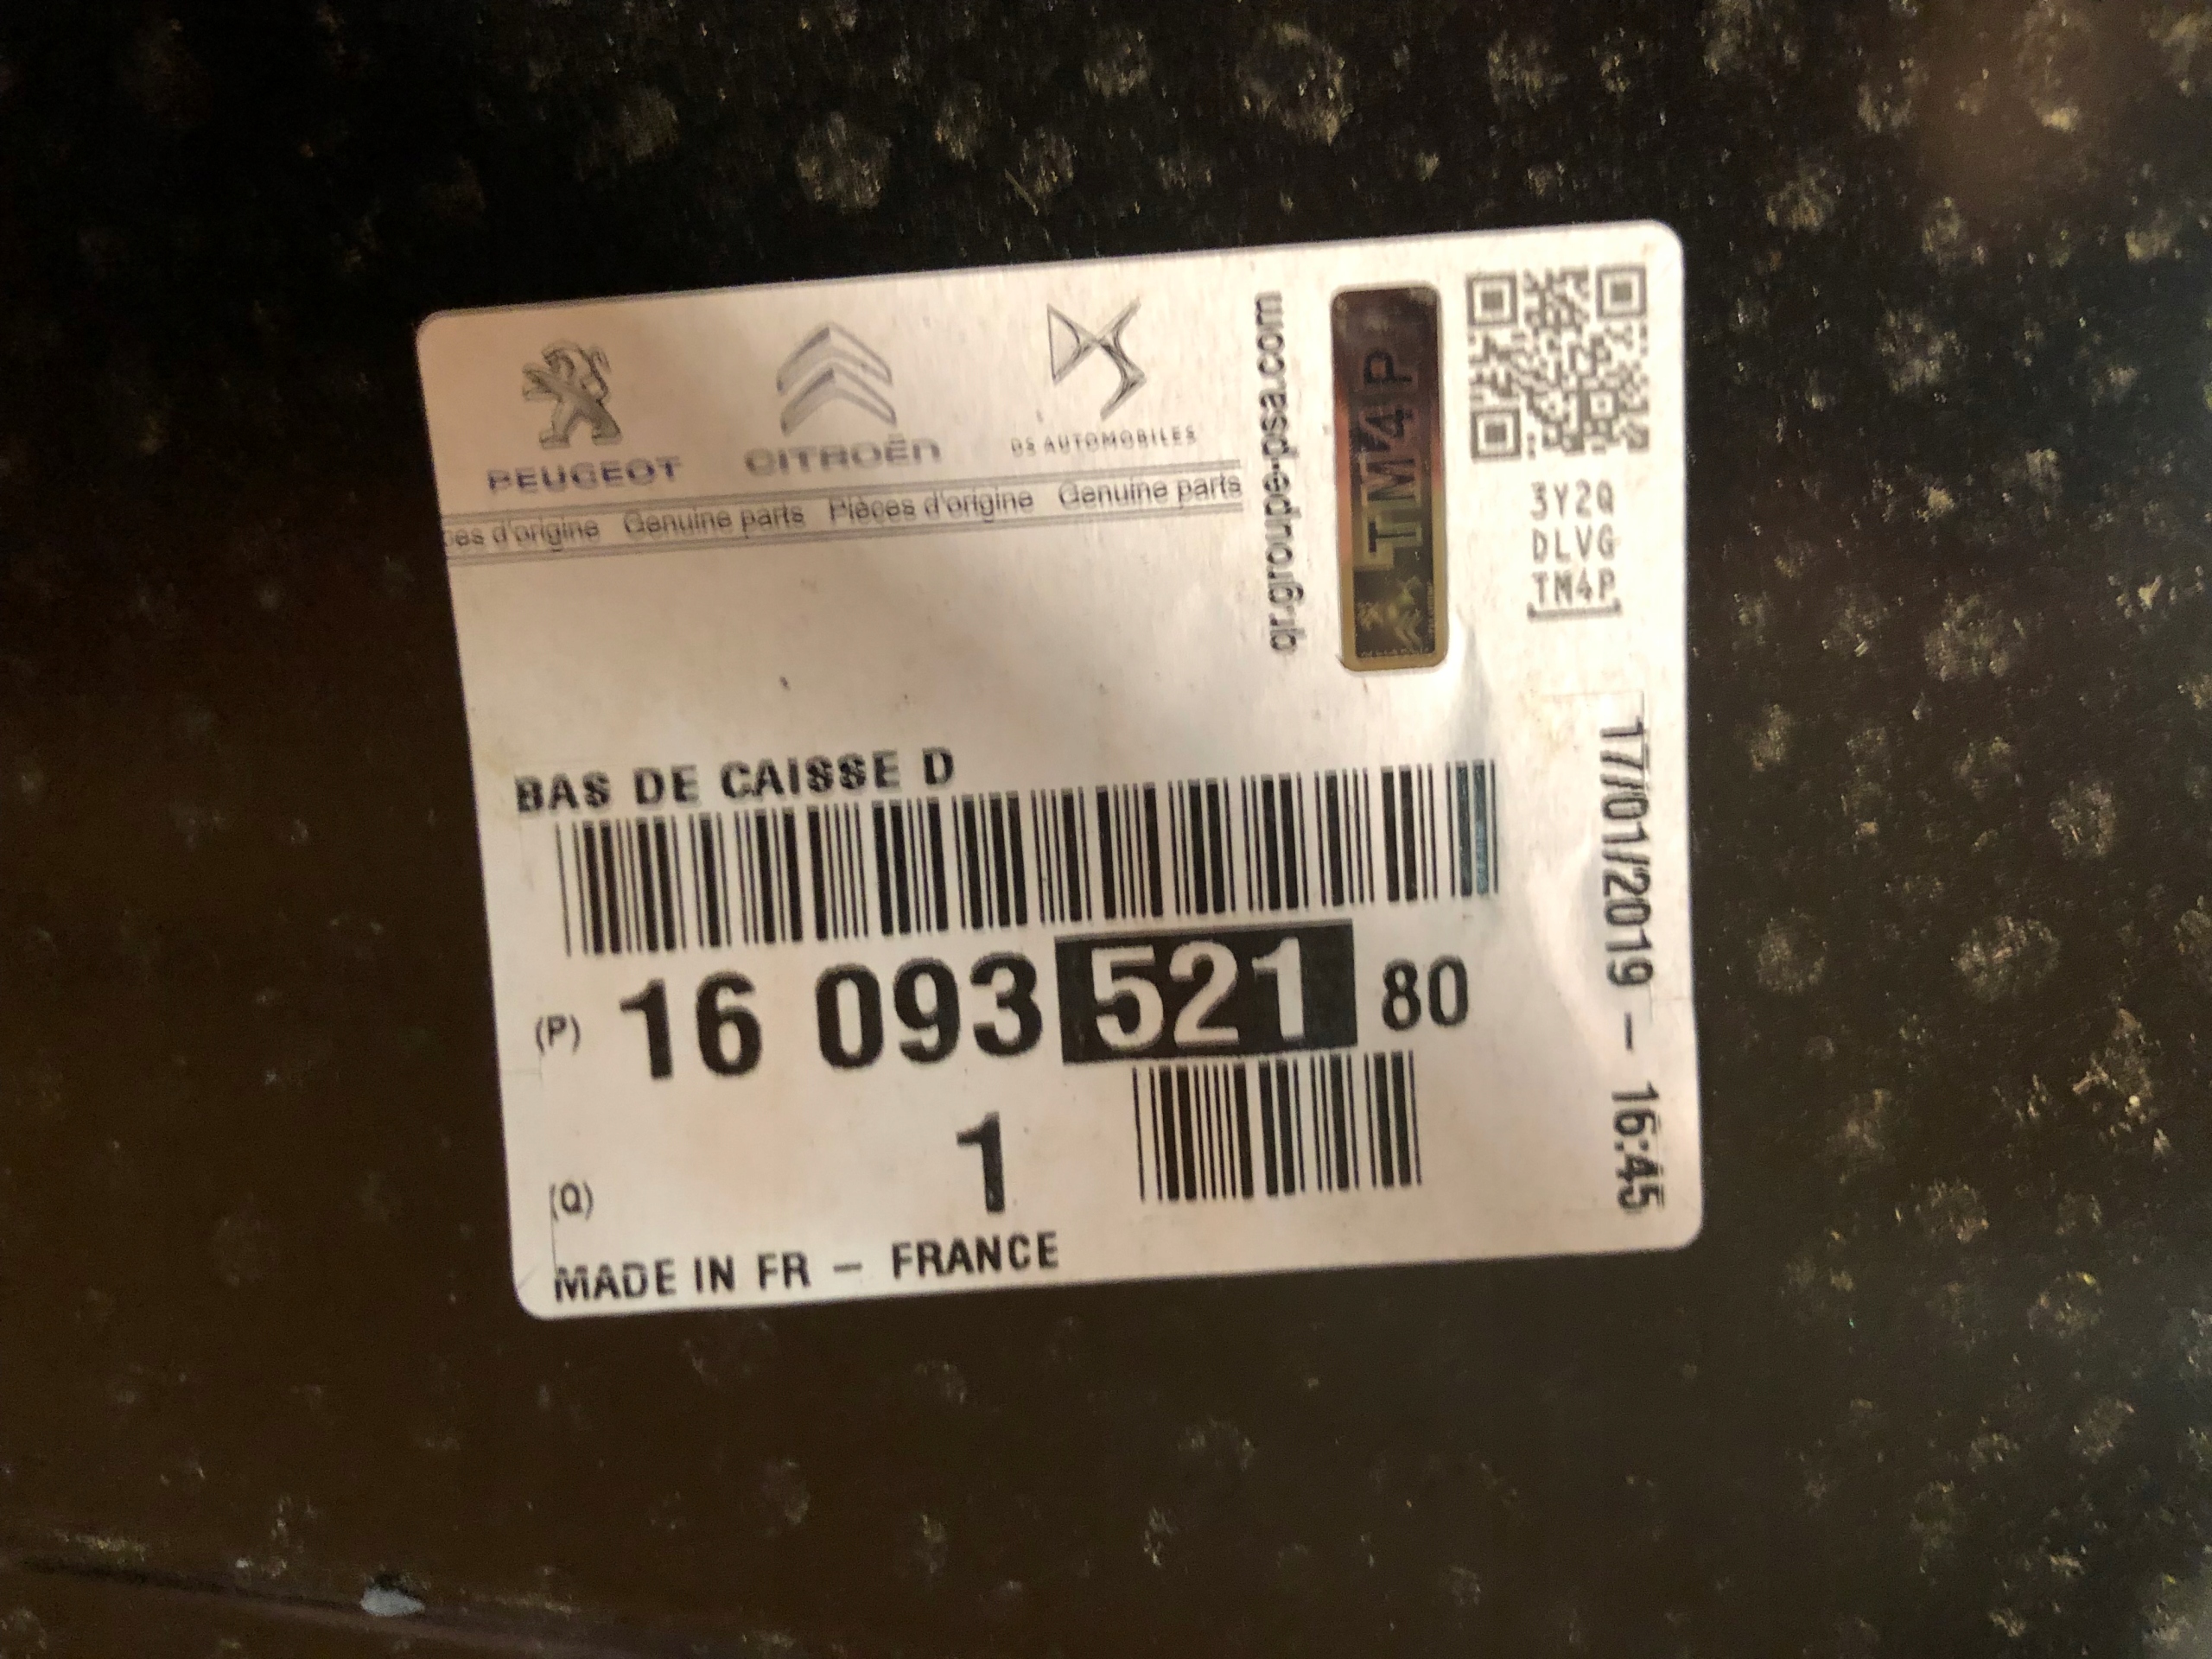 PEUGEOT
CITROËN
DS AUTOMOBILES
ces d'origine Genuine parts Pièces d'origine Genuine parts
qr.groupe-psa.com
TM4P
3Y2Q
DLVG
TM4P
17/01/2019 - 16:45
BAS DE CAISSE D
(P) 16 093 521 80
(Q) 1
MADE IN FR - FRANCE